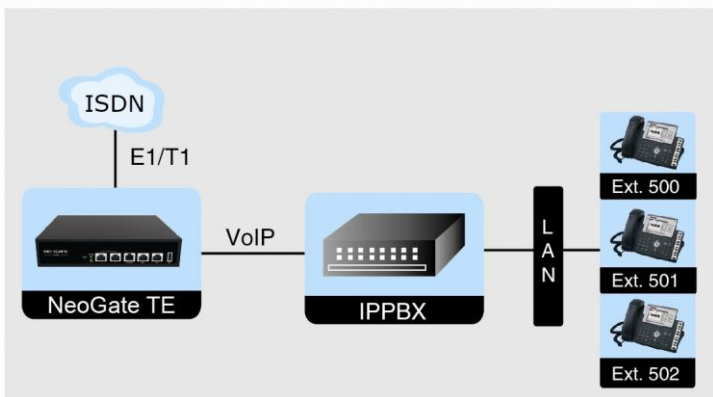 ISDN
E1/T1
NeoGate TE
VoIP
IPPBX
L
A
N
Ext. 500
Ext. 501
Ext. 502